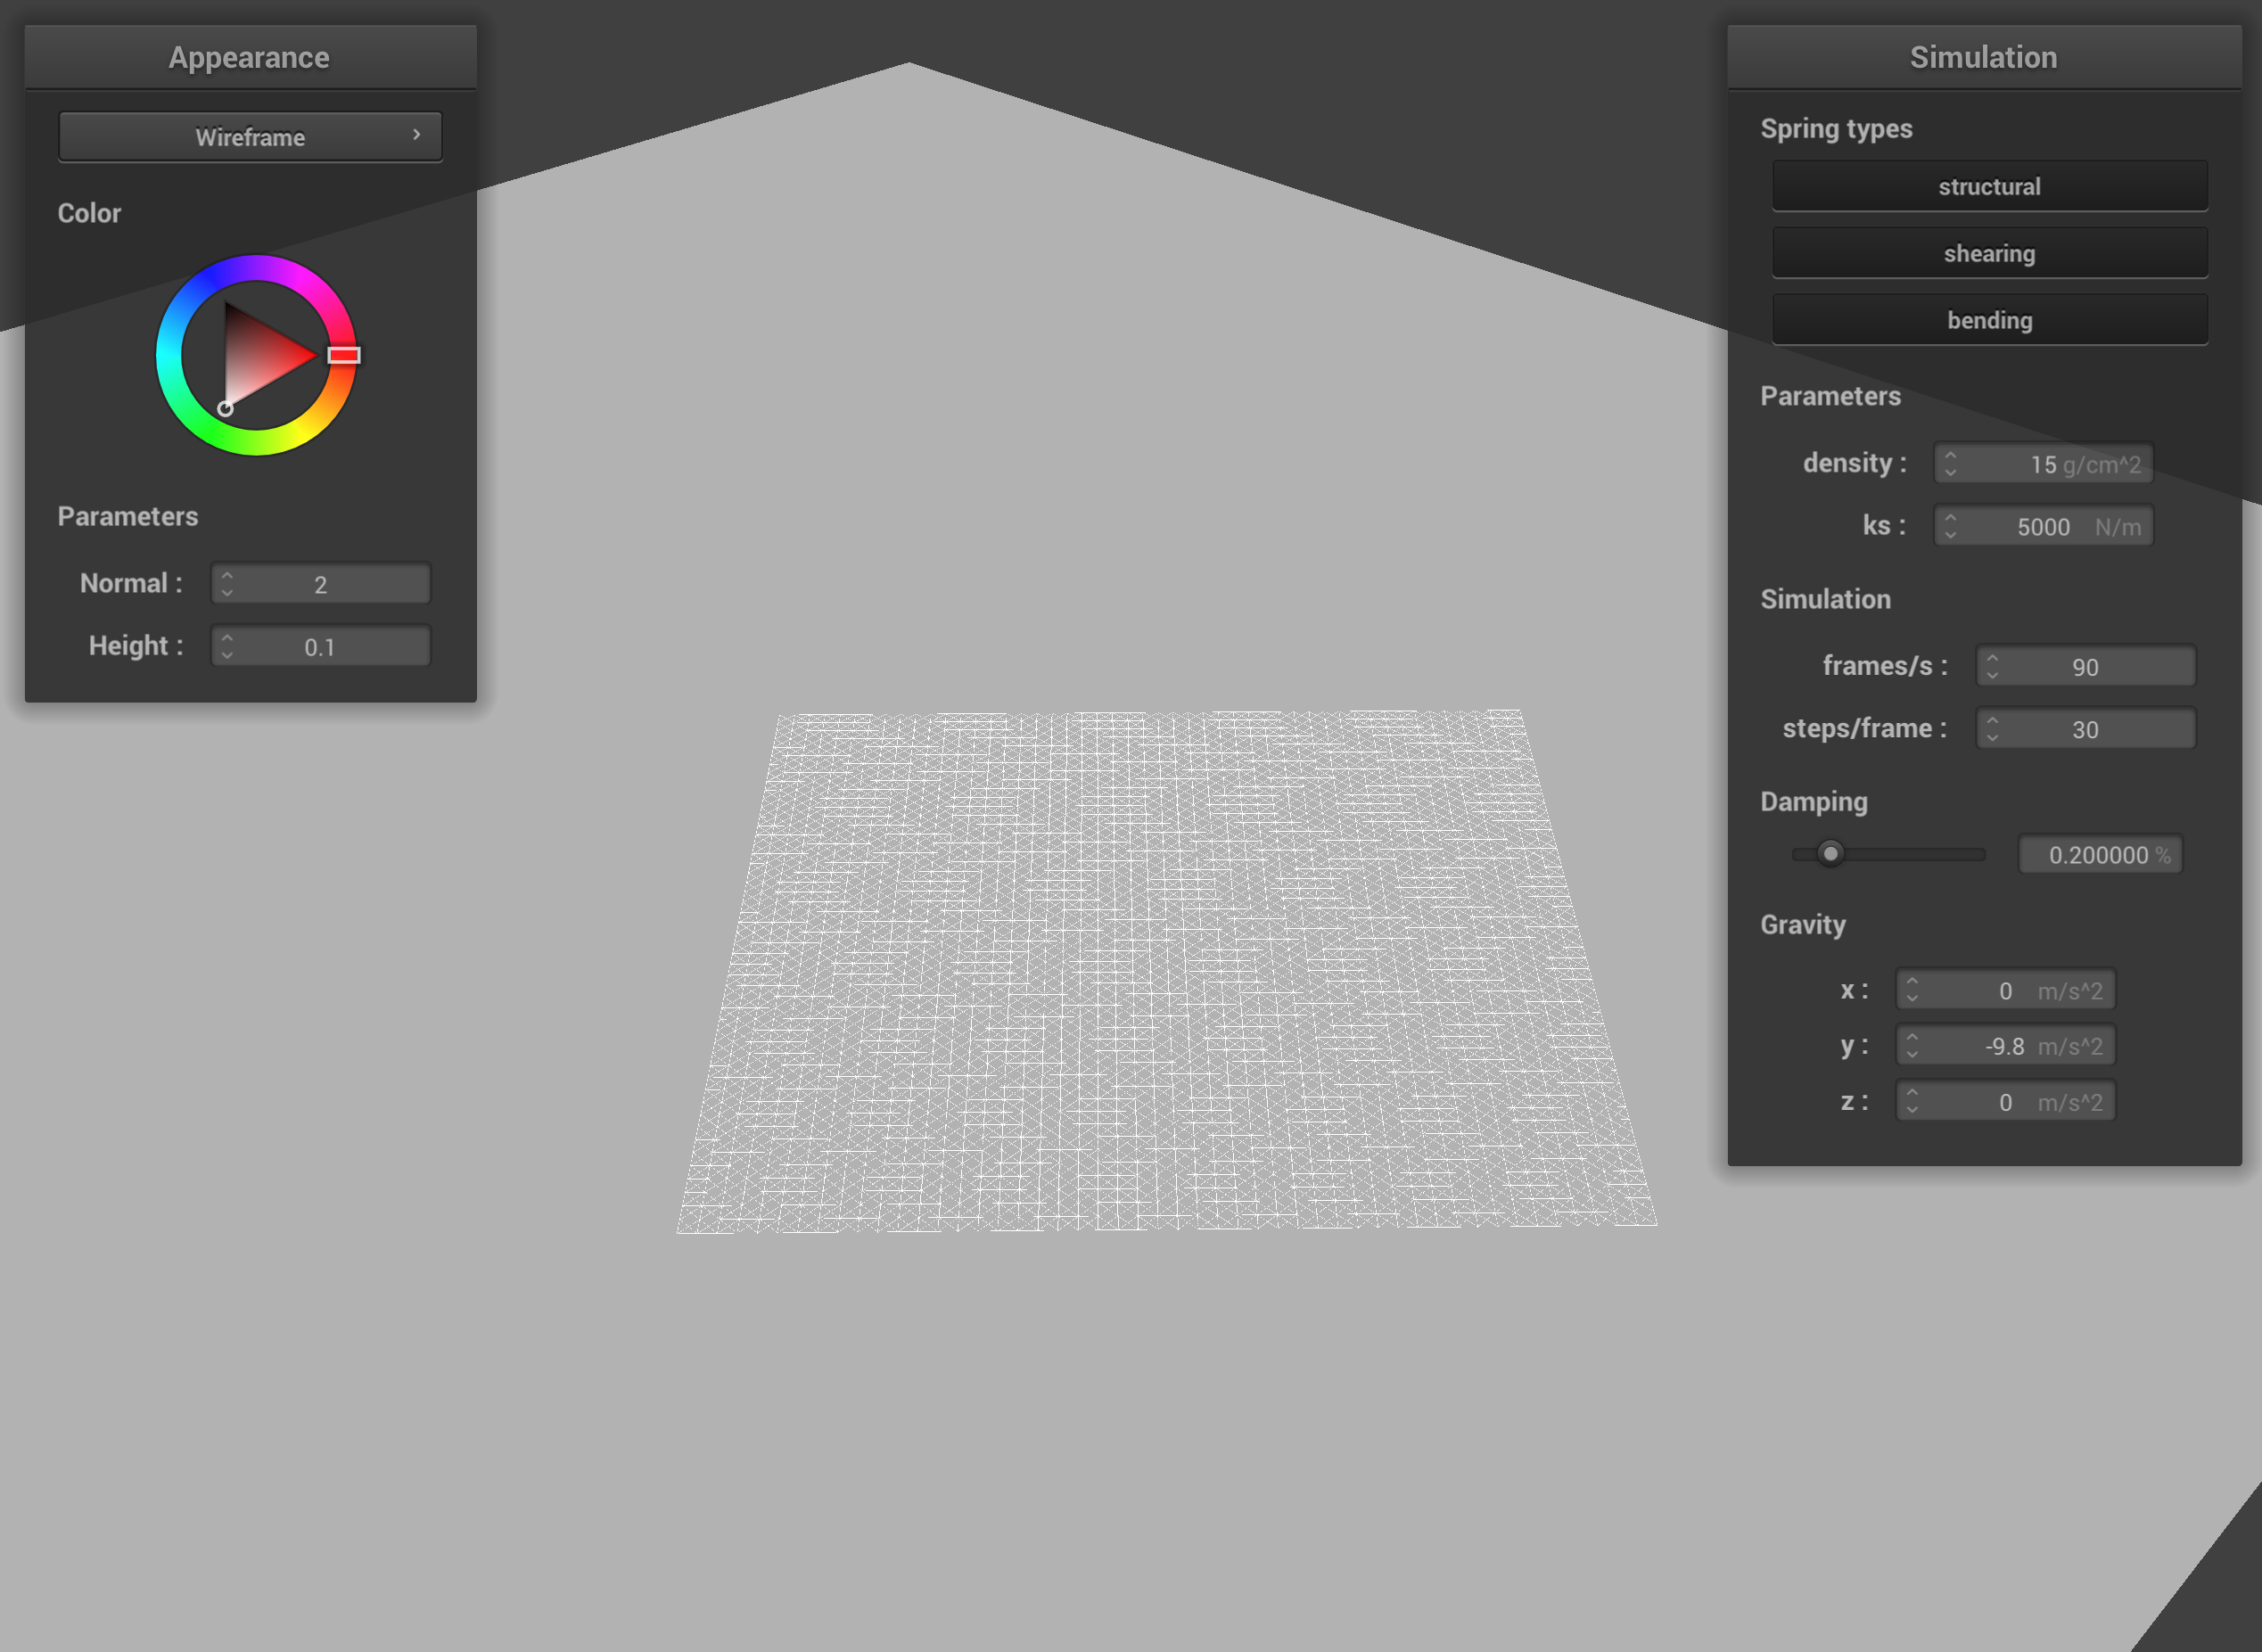 Appearance
Wireframe
Color
Parameters
Normal : 2
Height : 0.1
Simulation
Spring types
structural
shearing
bending
Parameters
density : 15 g/cm^2
ks : 5000 N/m
Simulation
frames/s : 90
steps/frame : 30
Damping
0.200000 %
Gravity
x : 0 m/s^2
y : -9.8 m/s^2
z : 0 m/s^2